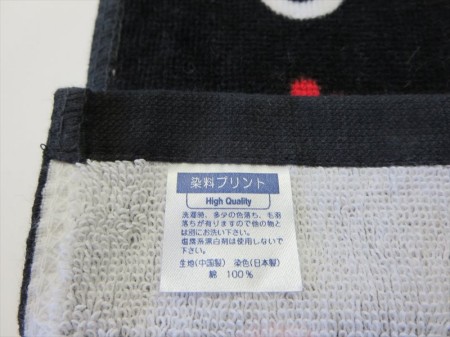 染料プリント
High Quality
洗濯時、多少の色落ち、毛羽
落ちが有りますので他の物と
は別にお洗い下さい。
塩素系漂白剤は使用しないで
下さい。
生地(中国製) 染色(日本製)
綿 100%